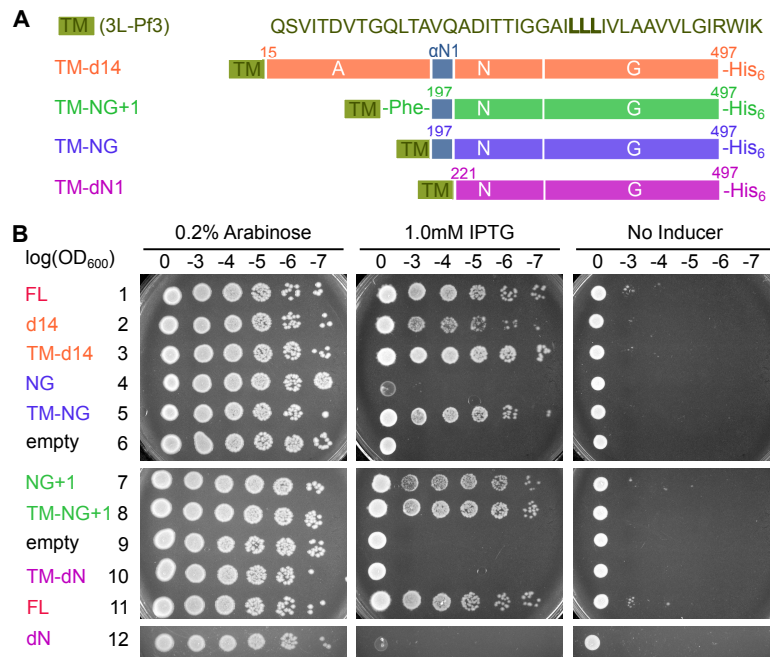 A
TM (3L-Pf3) QSVITDVTGQLTAVQADITTIGGAILLLIVLAAVVLGIRWIK
15 αN1 497
TM-d14 TM A N G -His6
197 497
TM-NG+1 TM -Phe- N G -His6
197 497
TM-NG TM N G -His6
221 497
TM-dN1 TM N G -His6
B 0.2% Arabinose 1.0mM IPTG No Inducer
log(OD600) 0 -3 -4 -5 -6 -7 0 -3 -4 -5 -6 -7 0 -3 -4 -5 -6 -7
FL 1
d14 2
TM-d14 3
NG 4
TM-NG 5
empty 6
NG+1 7
TM-NG+1 8
empty 9
TM-dN 10
FL 11
dN 12